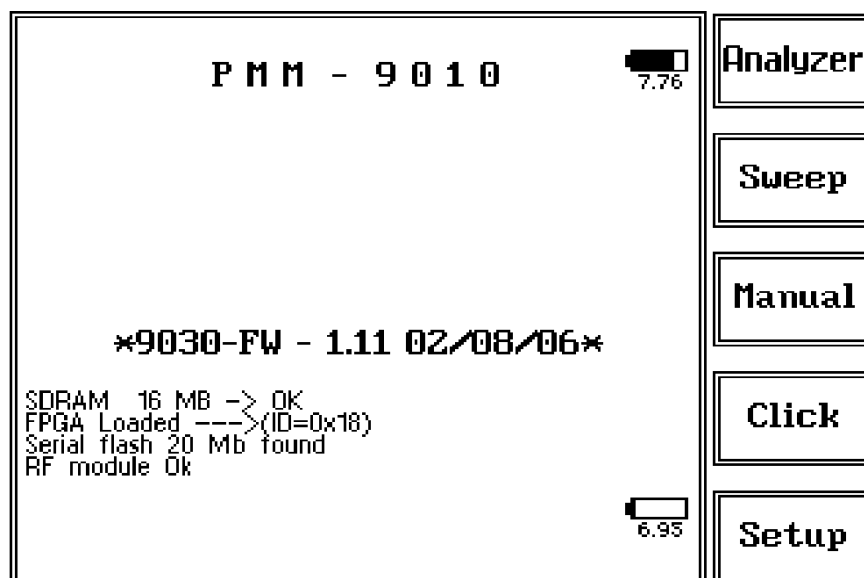 PMM - 9010
7.76
*9030-FW - 1.11 02/08/06*
SDRAM 16 MB -> OK
FPGA Loaded --->(ID=0x18)
Serial flash 20 Mb found
RF module Ok
6.95
Analyzer
Sweep
Manual
Click
Setup